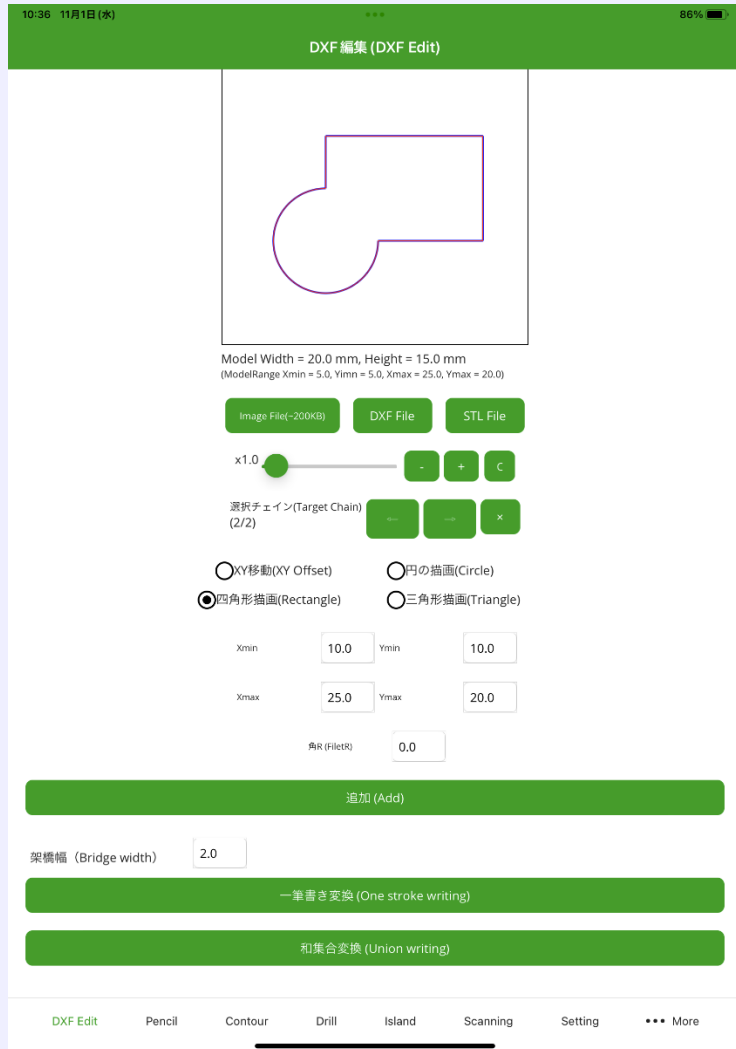 10:36 11月1日(水) 86%
DXF編集 (DXF Edit)
Model Width = 20.0 mm, Height = 15.0 mm
(ModelRange Xmin = 5.0, Yimn = 5.0, Xmax = 25.0, Ymax = 20.0)
Image File(~200KB) DXF File STL File
x1.0 - + C
選択チェイン(Target Chain)
(2/2) ← → ×
XY移動(XY Offset) 円の描画(Circle)
四角形描画(Rectangle) 三角形描画(Triangle)
Xmin 10.0 Ymin 10.0
Xmax 25.0 Ymax 20.0
角R (FiletR) 0.0
追加 (Add)
架橋幅（Bridge width） 2.0
一筆書き変換 (One stroke writing)
和集合変換 (Union writing)
DXF Edit Pencil Contour Drill Island Scanning Setting ••• More